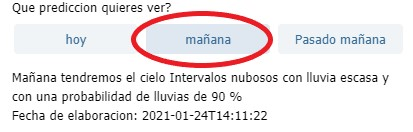 Que prediccion quieres ver?
hoy mañana Pasado mañana
Mañana tendremos el cielo Intervalos nubosos con lluvia escasa y
con una probabilidad de lluvias de 90 %
Fecha de elaboracion: 2021-01-24T14:11:22